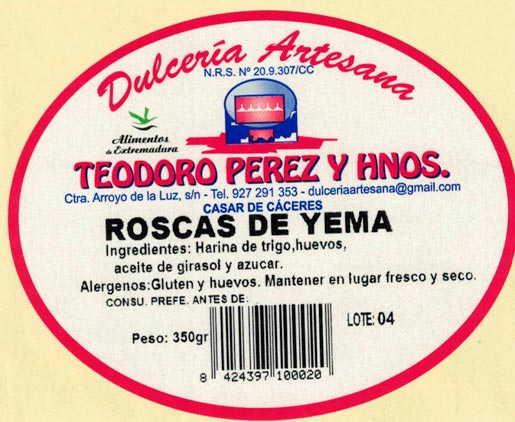 Dulcería Artesana
N.R.S. Nº 20.9.307/CC
Alimentos
de Extremadura
TEODORO PEREZ Y HNOS.
Ctra. Arroyo de la Luz, s/n - Tel. 927 291 353 - dulceriaartesana@gmail.com
CASAR DE CÁCERES
ROSCAS DE YEMA
Ingredientes: Harina de trigo,huevos,
aceite de girasol y azucar.
Alergenos:Gluten y huevos. Mantener en lugar fresco y seco.
CONSU. PREFE. ANTES DE:
Peso: 350gr
LOTE: 04
8 424397 100020